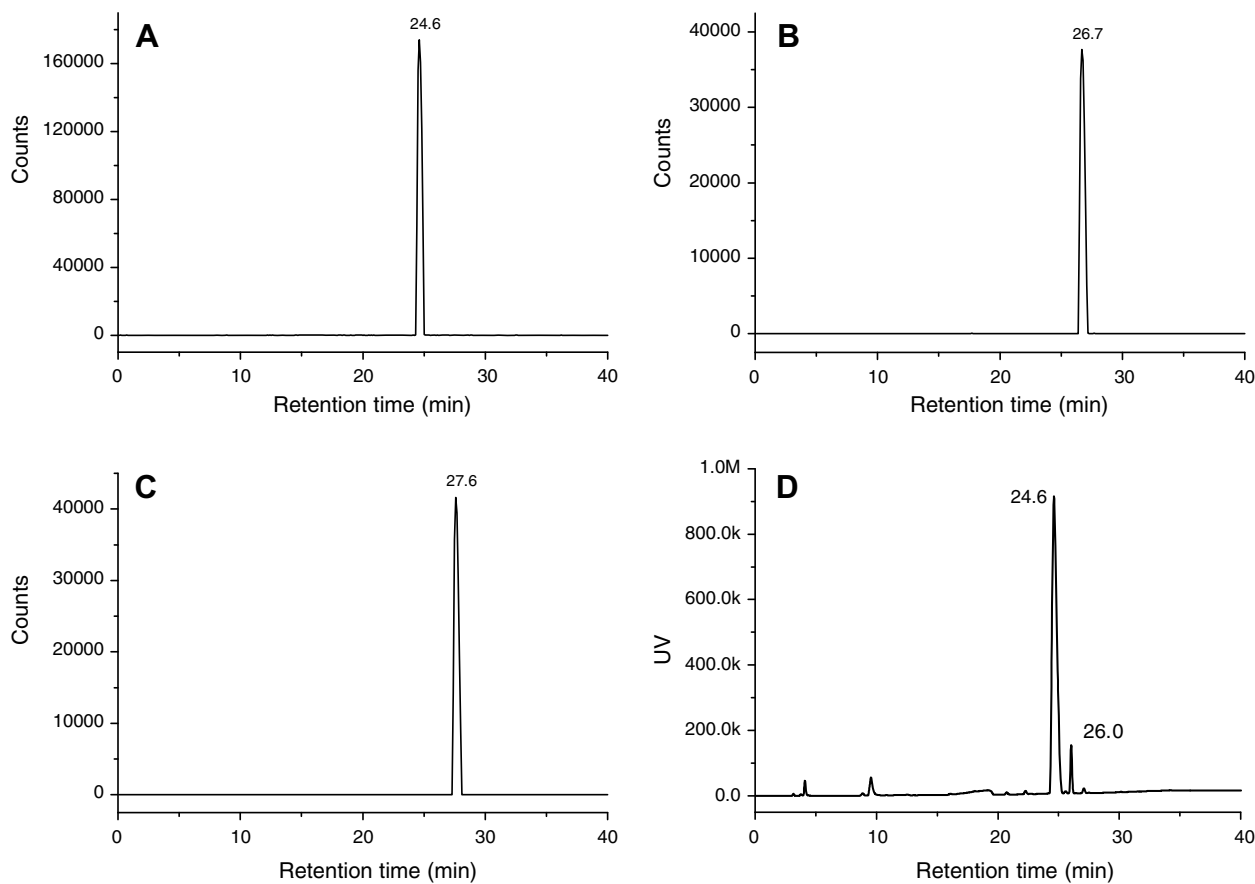 A
24.6
160000
120000
80000
40000
0
Counts
0 10 20 30 40
Retention time (min)
B
26.7
40000
30000
20000
10000
0
Counts
0 10 20 30 40
Retention time (min)
C
27.6
40000
30000
20000
10000
0
Counts
0 10 20 30 40
Retention time (min)
D
1.0M
24.6
800.0k
600.0k
400.0k
200.0k
26.0
0.0
UV
0 10 20 30 40
Retention time (min)